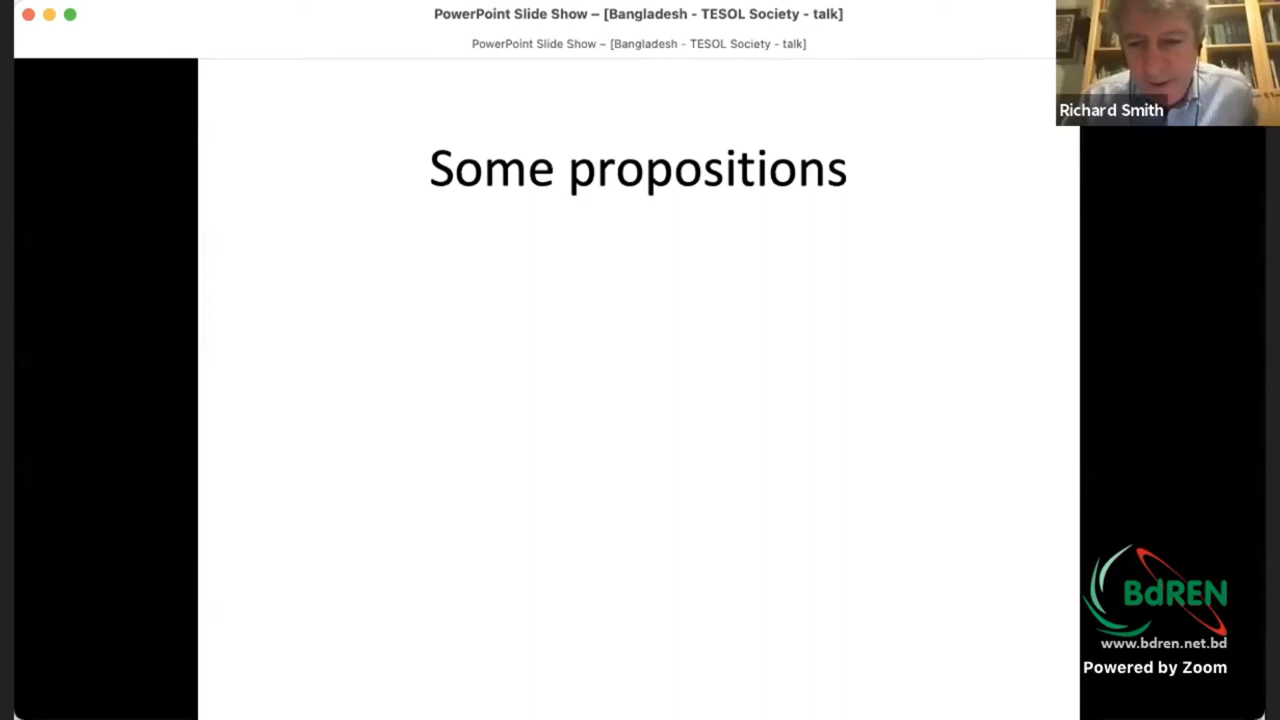 PowerPoint Slide Show – [Bangladesh - TESOL Society - talk]
PowerPoint Slide Show – [Bangladesh - TESOL Society - talk]
Richard Smith
Some propositions
BdREN
www.bdren.net.bd
Powered by Zoom